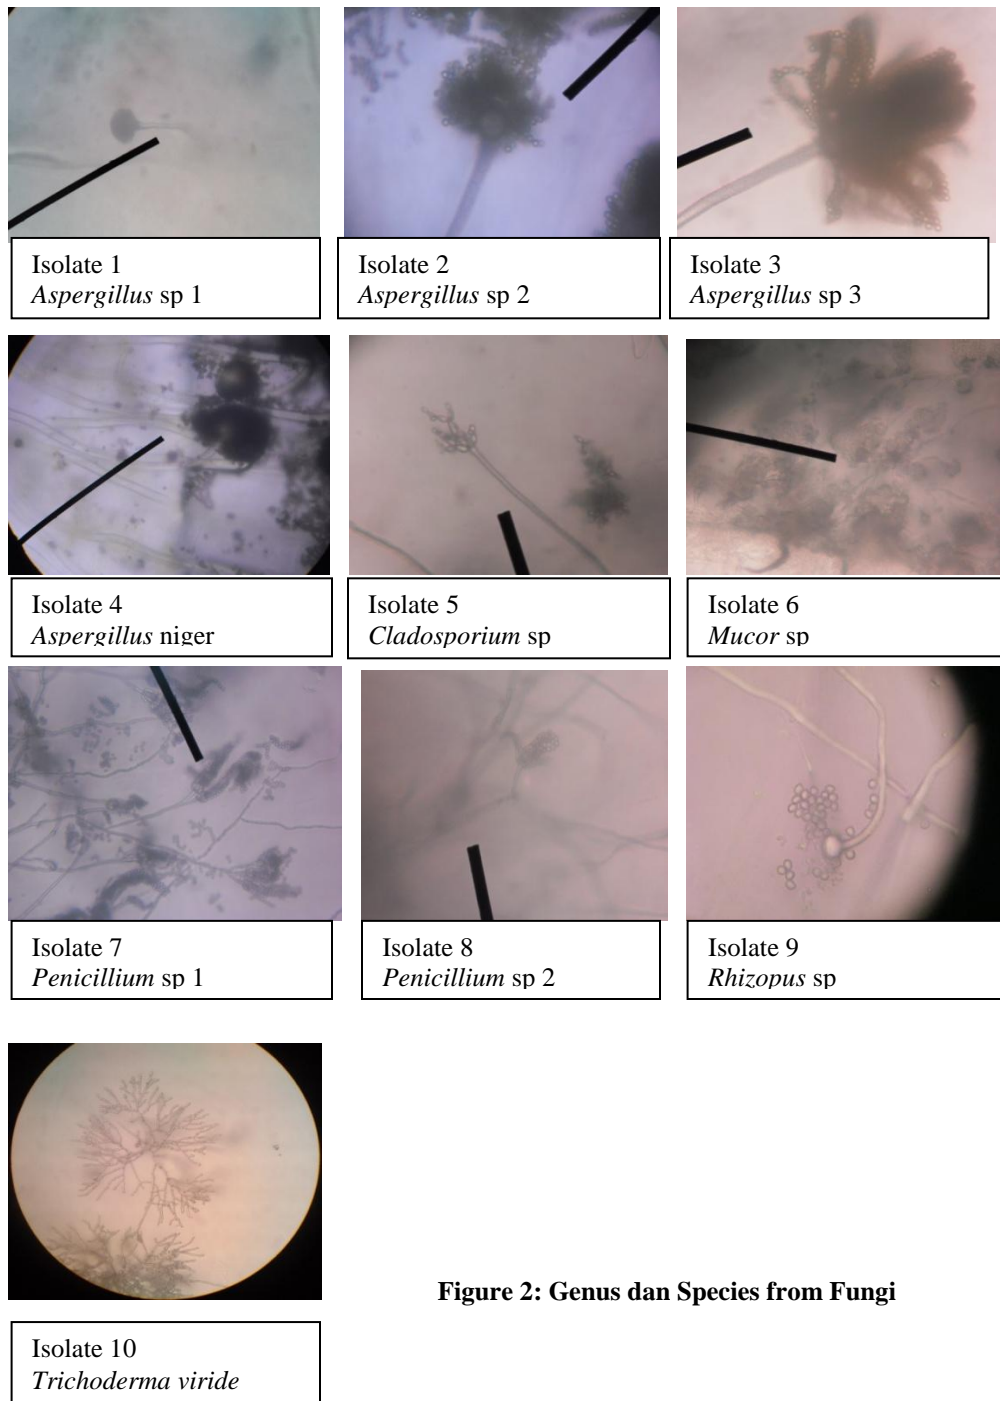 Isolate 1
Aspergillus sp 1
Isolate 2
Aspergillus sp 2
Isolate 3
Aspergillus sp 3
Isolate 4
Aspergillus niger
Isolate 5
Cladosporium sp
Isolate 6
Mucor sp
Isolate 7
Penicillium sp 1
Isolate 8
Penicillium sp 2
Isolate 9
Rhizopus sp
Isolate 10
Trichoderma viride
Figure 2: Genus dan Species from Fungi